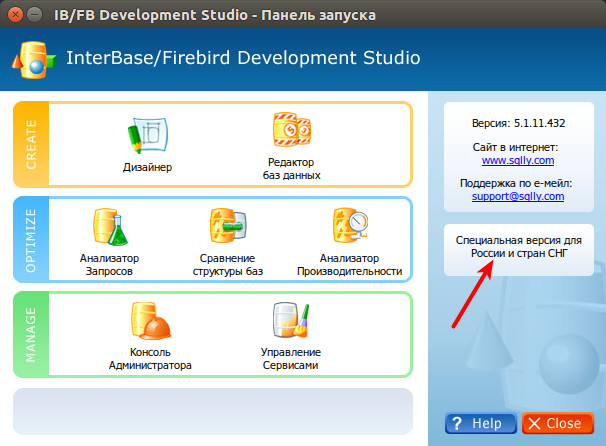 IB/FB Development Studio - Панель запуска
InterBase/Firebird Development Studio
CREATE
Дизайнер
Редактор
баз данных
OPTIMIZE
Анализатор
Запросов
Сравнение
структуры баз
Анализатор
Производительности
MANAGE
Консоль
Администратора
Управление
Сервисами
Версия: 5.1.11.432
Сайт в интернет:
www.sqlly.com
Поддержка по е-мейл:
support@sqlly.com
Специальная версия для
России и стран СНГ
? Help
Close